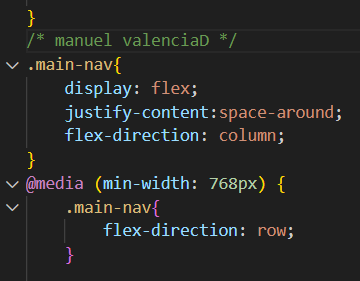 }
/* manuel valenciaD */
.main-nav{
display: flex;
justify-content:space-around;
flex-direction: column;
}
@media (min-width: 768px) {
.main-nav{
flex-direction: row;
}